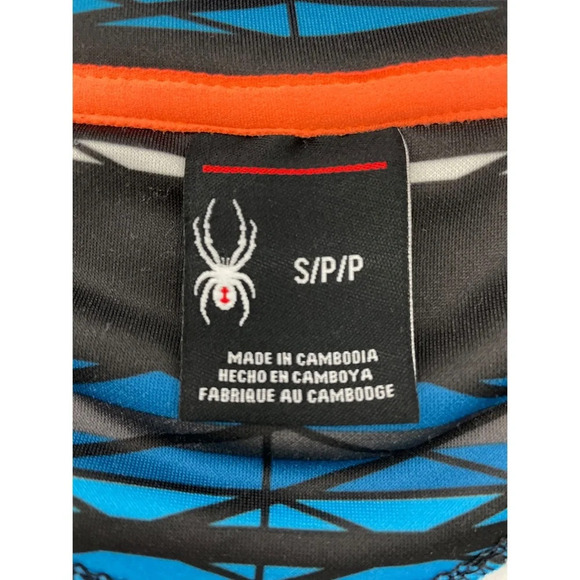 S/P/P
MADE IN CAMBODIA
HECHO EN CAMBOYA
FABRIQUE AU CAMBODGE